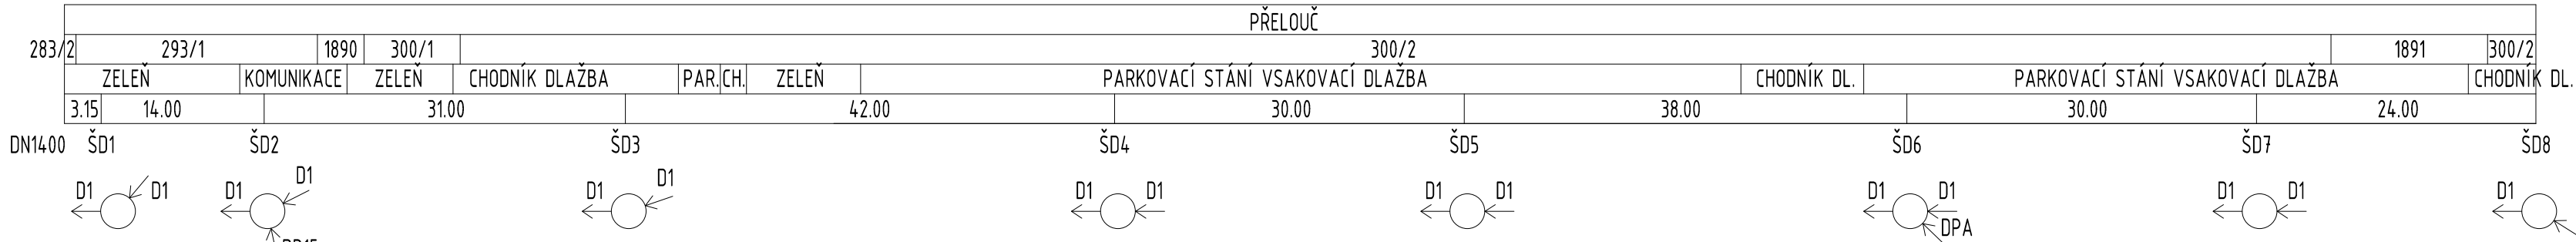 PŘELOUČ
283/2 293/1 1890 300/1 300/2 1891 300/2
ZELEŇ KOMUNIKACE ZELEŇ CHODNÍK DLAŽBA PAR. CH. ZELEŇ PARKOVACÍ STÁNÍ VSAKOVACÍ DLAŽBA CHODNÍK DL. PARKOVACÍ STÁNÍ VSAKOVACÍ DLAŽBA CHODNÍK DL.
3.15 14.00 31.00 42.00 30.00 38.00 30.00 24.00
DN1400 ŠD1 ŠD2 ŠD3 ŠD4 ŠD5 ŠD6 ŠD7 ŠD8
D1 D1 D1 D1 D1 D1 D1 D1 D1 D1 D1 D1 D1 D1 D1
DPA